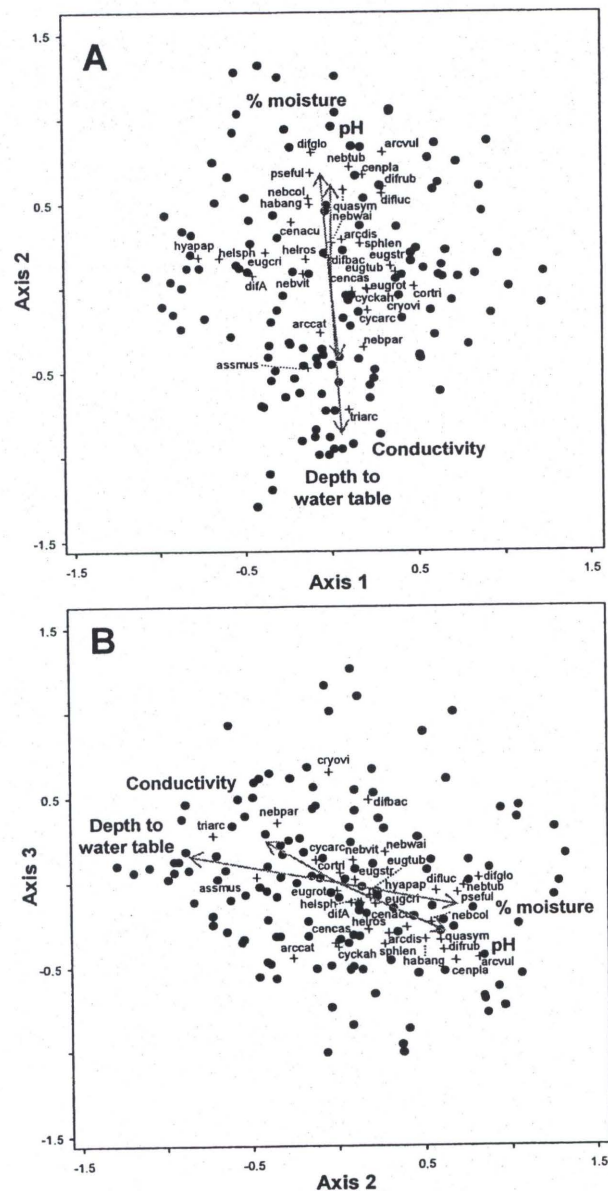 A
1.5
0.5
-0.5
-1.5
Axis 2
% moisture
pH
difglo
arcvul
nebtub
pseful
cenpla
difrub
nebcol
difluc
habang
quasym
nebwai
cenacu
arcdis
sphlen
hyapap
helsph
eugcri
helros
difbac
eugstr
eugtub
difA
nebvit
cencas
eugrot
cortri
cyckah
cryovi
cycarc
arccat
nebpar
assmus
triarc
Conductivity
Depth to
water table
-1.5
-0.5
0.5
1.5
Axis 1
B
1.5
0.5
-0.5
-1.5
Axis 3
cryovi
Conductivity
difbac
Depth to
water table
triarc
nebpar
cycarc
nebvit
nebwai
eugtub
cortri
eugstr
assmus
eugrot
hyapap
difluc
difglo
nebtub
helsph
eugcri
pseful
% moisture
difA
cenacu
nebcol
helros
cencas
arcdis
quasym
pH
arccat
cyckah
sphlen
difrub
habang
arcvul
cenpla
-1.5
-0.5
0.5
1.5
Axis 2